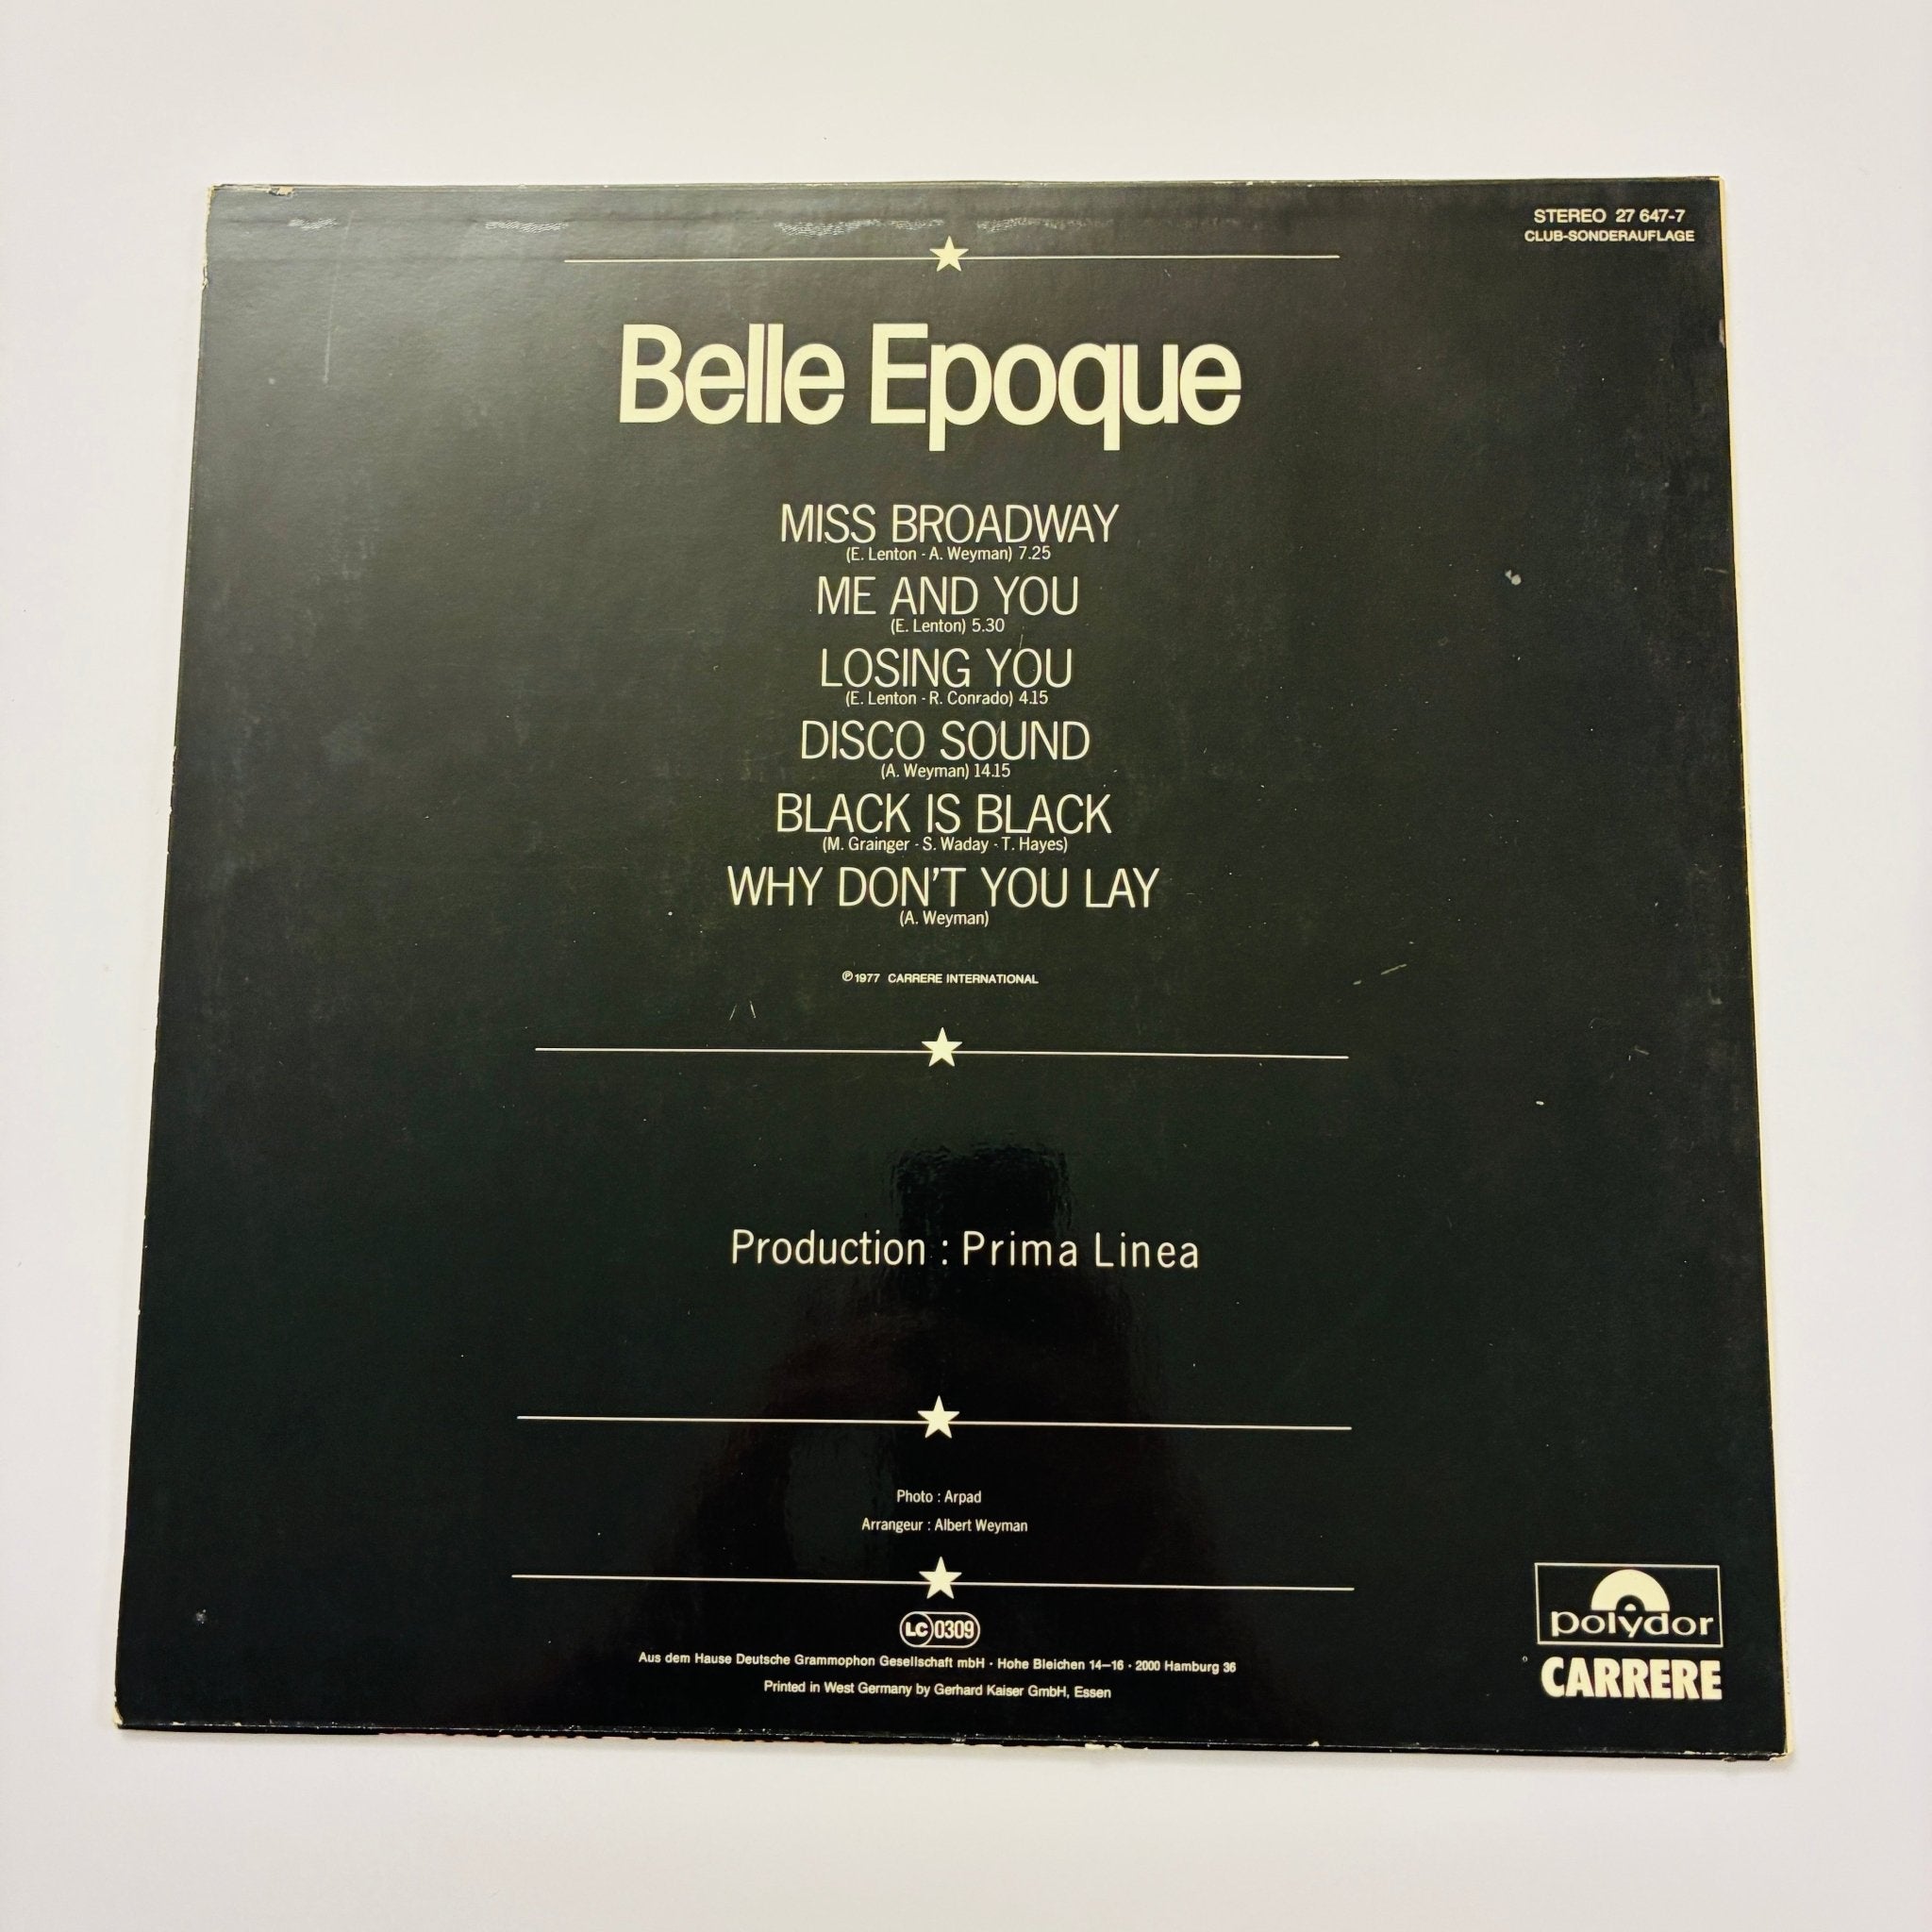 STEREO 27 647-7
CLUB-SONDERAUFLAGE
Belle Epoque
MISS BROADWAY
(E. Lenton - A. Weyman) 7.25
ME AND YOU
(E. Lenton) 5.30
LOSING YOU
(E. Lenton - R. Conrado) 4.15
DISCO SOUND
(A. Weyman) 14.15
BLACK IS BLACK
(M. Grainger - S. Waday - T. Hayes)
WHY DON'T YOU LAY
(A. Weyman)
℗ 1977 CARRERE INTERNATIONAL
Production : Prima Linea
Photo : Arpad
Arrangeur : Albert Weyman
LC 0309
Aus dem Hause Deutsche Grammophon Gesellschaft mbH · Hohe Bleichen 14–16 · 2000 Hamburg 36
Printed in West Germany by Gerhard Kaiser GmbH, Essen
polydor
CARRERE